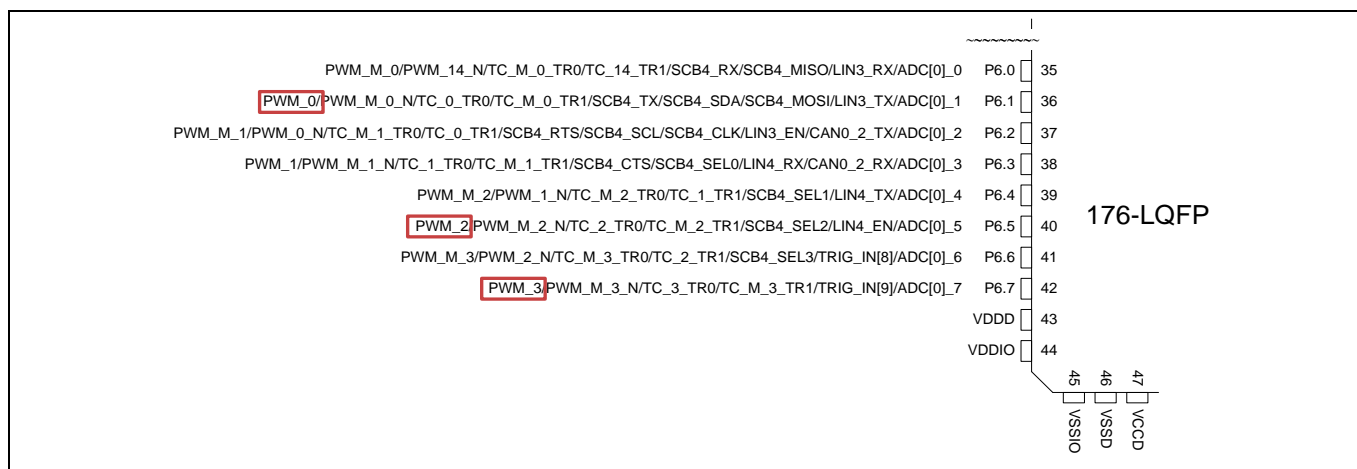 PWM_M_0/PWM_14_N/TC_M_0_TR0/TC_14_TR1/SCB4_RX/SCB4_MISO/LIN3_RX/ADC[0]_0 P6.0 35
PWM_0/PWM_M_0_N/TC_0_TR0/TC_M_0_TR1/SCB4_TX/SCB4_SDA/SCB4_MOSI/LIN3_TX/ADC[0]_1 P6.1 36
PWM_M_1/PWM_0_N/TC_M_1_TR0/TC_0_TR1/SCB4_RTS/SCB4_SCL/SCB4_CLK/LIN3_EN/CAN0_2_TX/ADC[0]_2 P6.2 37
PWM_1/PWM_M_1_N/TC_1_TR0/TC_M_1_TR1/SCB4_CTS/SCB4_SEL0/LIN4_RX/CAN0_2_RX/ADC[0]_3 P6.3 38
PWM_M_2/PWM_1_N/TC_M_2_TR0/TC_1_TR1/SCB4_SEL1/LIN4_TX/ADC[0]_4 P6.4 39
PWM_2/PWM_M_2_N/TC_2_TR0/TC_M_2_TR1/SCB4_SEL2/LIN4_EN/ADC[0]_5 P6.5 40
176-LQFP
PWM_M_3/PWM_2_N/TC_M_3_TR0/TC_2_TR1/SCB4_SEL3/TRIG_IN[8]/ADC[0]_6 P6.6 41
PWM_3/PWM_M_3_N/TC_3_TR0/TC_M_3_TR1/TRIG_IN[9]/ADC[0]_7 P6.7 42
VDDD 43
VDDIO 44
45 46 47
VSSIO VSSD VCCD